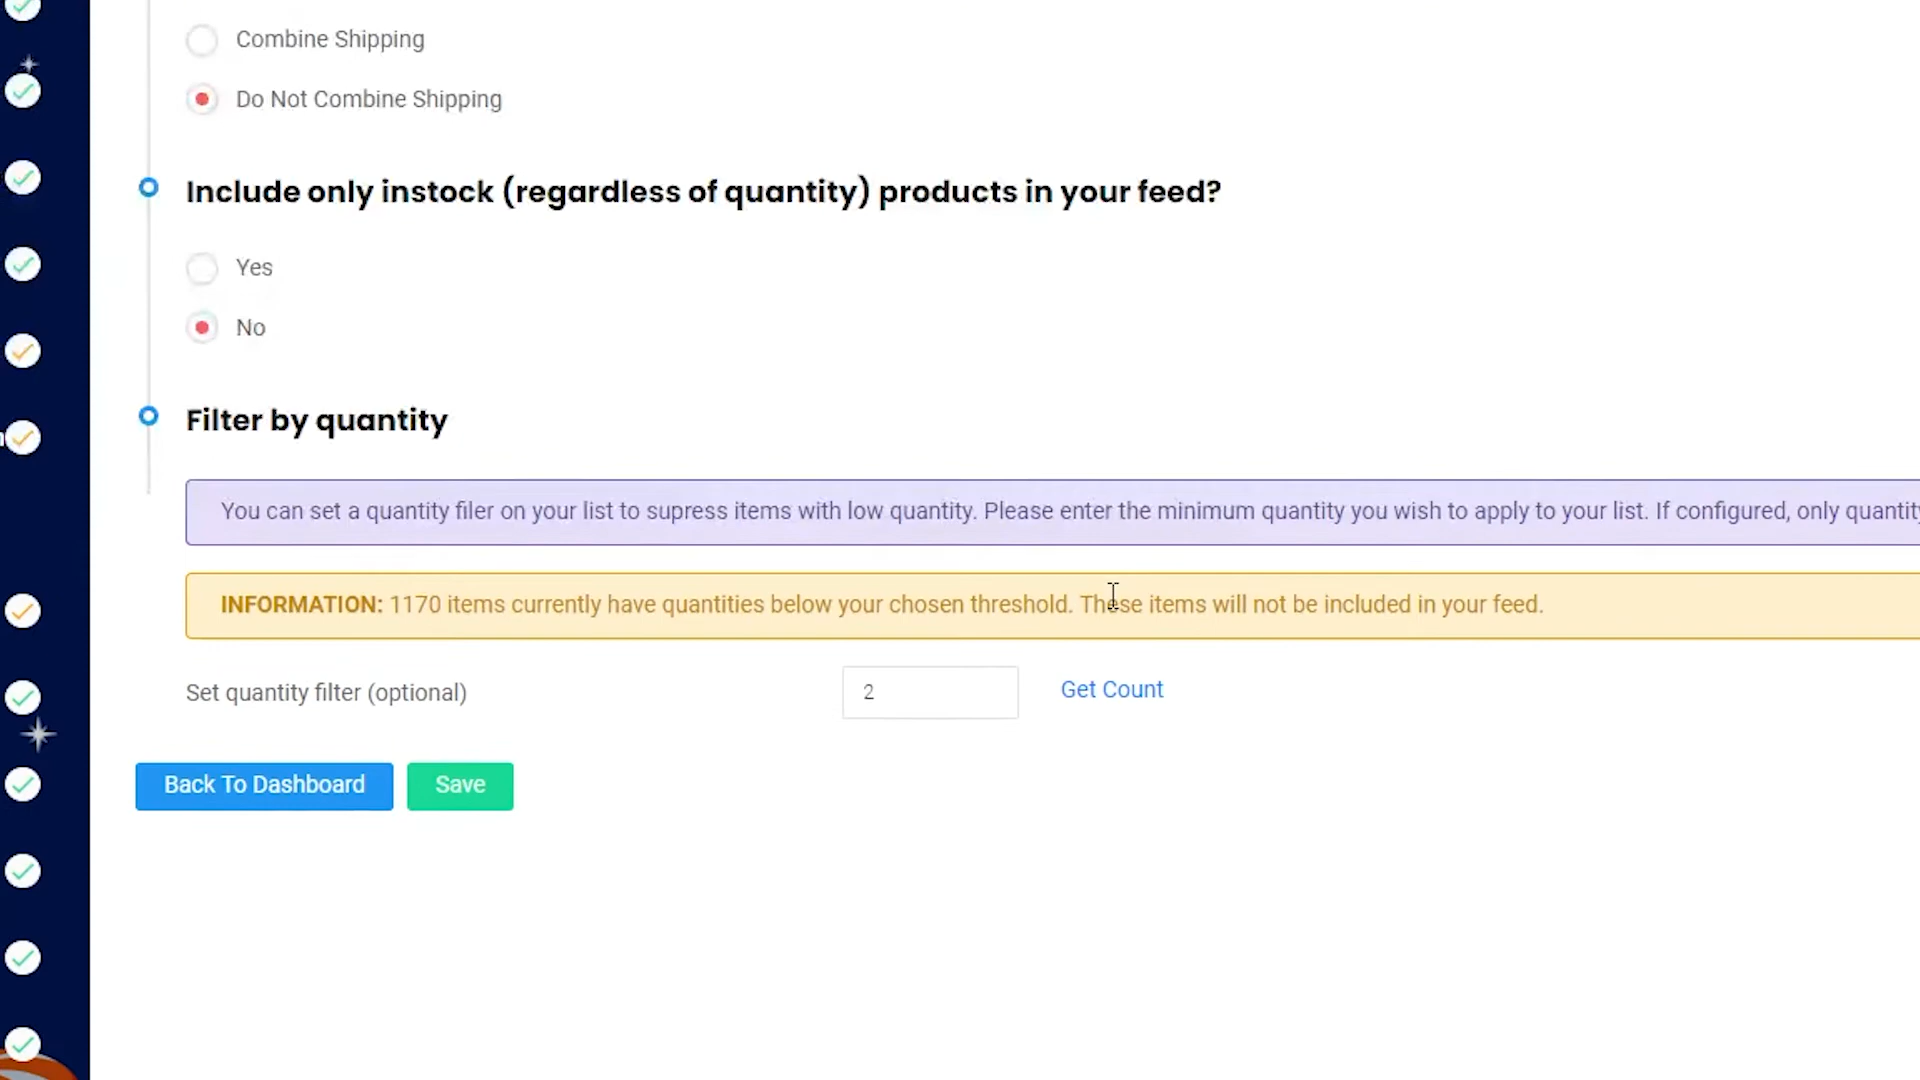 Combine Shipping
Do Not Combine Shipping
Include only instock (regardless of quantity) products in your feed?
Yes
No
Filter by quantity
You can set a quantity filer on your list to supress items with low quantity. Please enter the minimum quantity you wish to apply to your list. If configured, only quantity
INFORMATION: 1170 items currently have quantities below your chosen threshold. These items will not be included in your feed.
Set quantity filter (optional)
2
Get Count
Back To Dashboard
Save